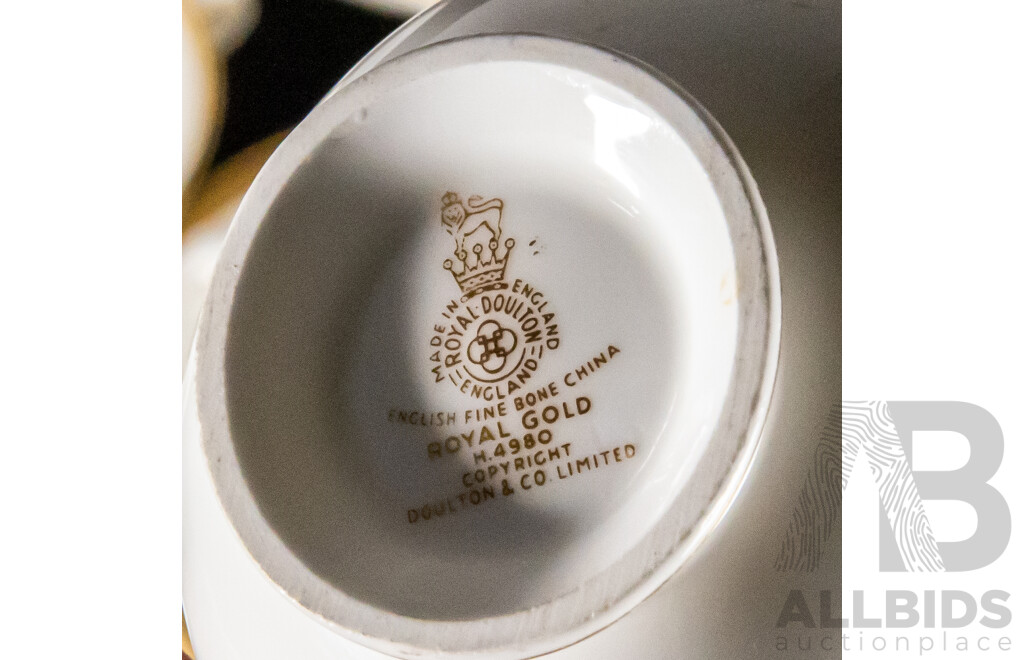 MADE IN ENGLAND
ROYAL DOULTON
ENGLAND
ENGLISH FINE BONE CHINA
ROYAL GOLD
H.4980
COPYRIGHT
DOULTON & CO. LIMITED
AB
ALLBIDS
auctionplace